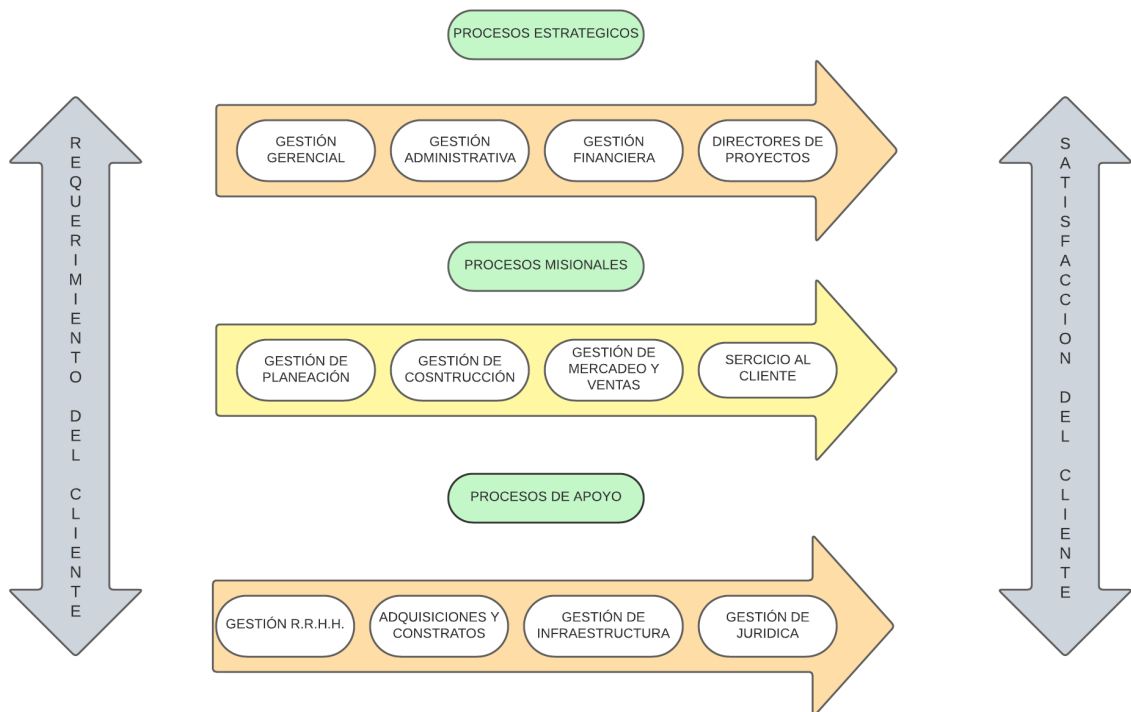 PROCESOS ESTRATEGICOS
REQUERIMIENTO DEL CLIENTE
GESTIÓN
GERENCIAL
GESTIÓN
ADMINISTRATIVA
GESTIÓN
FINANCIERA
DIRECTORES DE
PROYECTOS
SATISFACCION DEL CLIENTE
PROCESOS MISIONALES
GESTIÓN DE
PLANEACIÓN
GESTIÓN DE
COSNTRUCCIÓN
GESTIÓN DE
MERCADEO Y
VENTAS
SERCICIO AL
CLIENTE
PROCESOS DE APOYO
GESTIÓN R.R.H.H.
ADQUISICIONES Y
CONSTRATOS
GESTIÓN DE
INFRAESTRUCTURA
GESTIÓN DE
JURIDICA